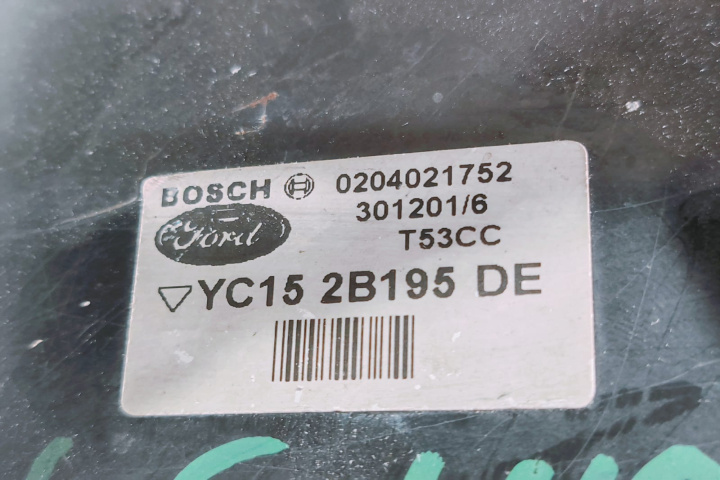 BOSCH 0204021752
301201/6
Ford T53CC
YC15 2B195 DE